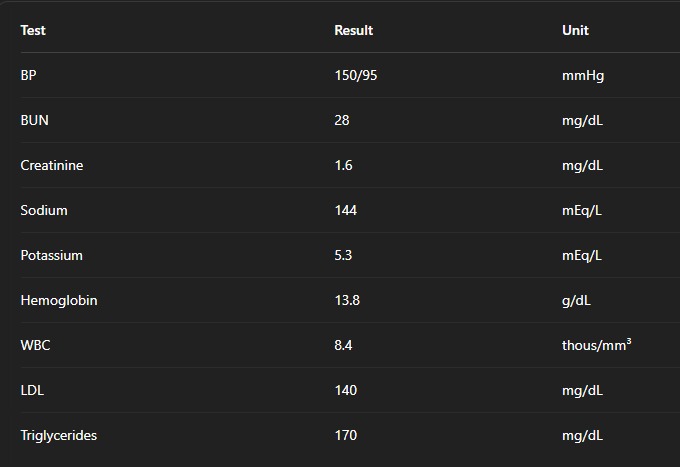 Test Result Unit
BP 150/95 mmHg
BUN 28 mg/dL
Creatinine 1.6 mg/dL
Sodium 144 mEq/L
Potassium 5.3 mEq/L
Hemoglobin 13.8 g/dL
WBC 8.4 thous/mm³
LDL 140 mg/dL
Triglycerides 170 mg/dL